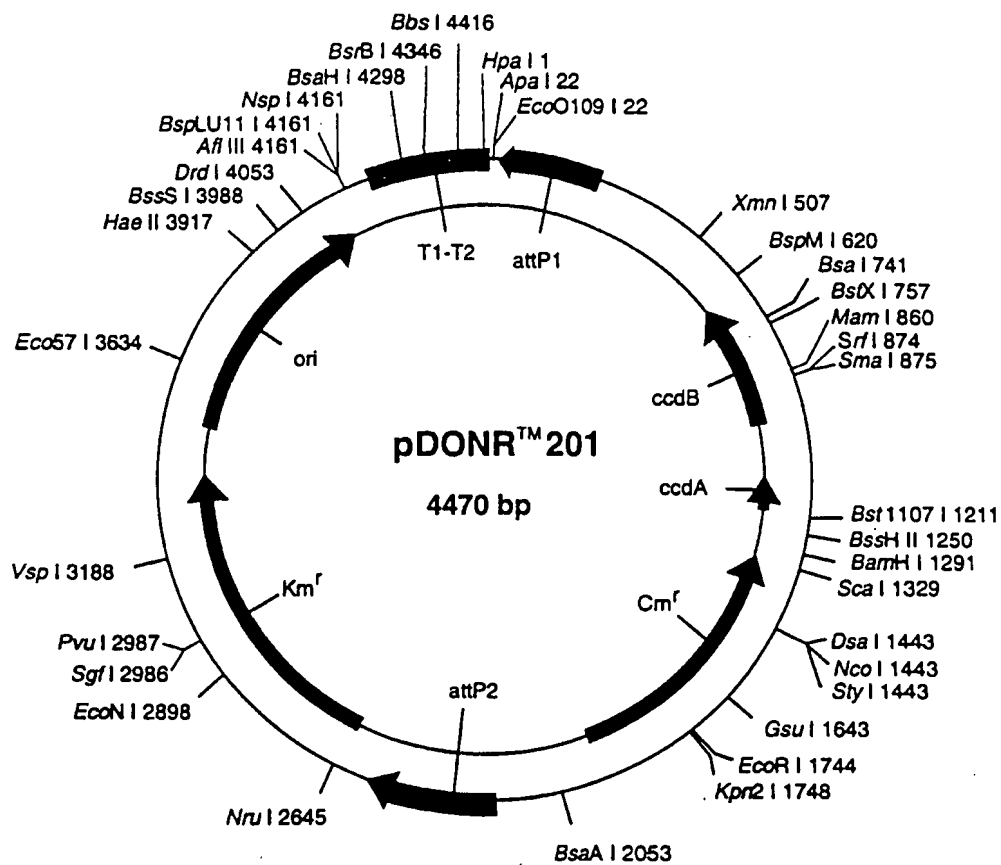 Bbs I 4416
BsrB I 4346
BsaH I 4298
Nsp I 4161
BspLU11 I 4161
Afl III 4161
Drd I 4053
BssS I 3988
Hae II 3917
Eco57 I 3634
Vsp I 3188
Pvu I 2987
Sgf I 2986
EcoN I 2898
Nru I 2645
Hpa I 1
Apa I 22
EcoO109 I 22
Xmn I 507
BspM I 620
Bsa I 741
BstX I 757
Mam I 860
Srf I 874
Sma I 875
Bst1107 I 1211
BssH II 1250
BamH I 1291
Sca I 1329
Dsa I 1443
Nco I 1443
Sty I 1443
Gsu I 1643
EcoR I 1744
Kpn2 I 1748
BsaA I 2053
T1-T2
attP1
ori
ccdB
ccdA
Kmr
Cmr
attP2
pDONR™ 201
4470 bp